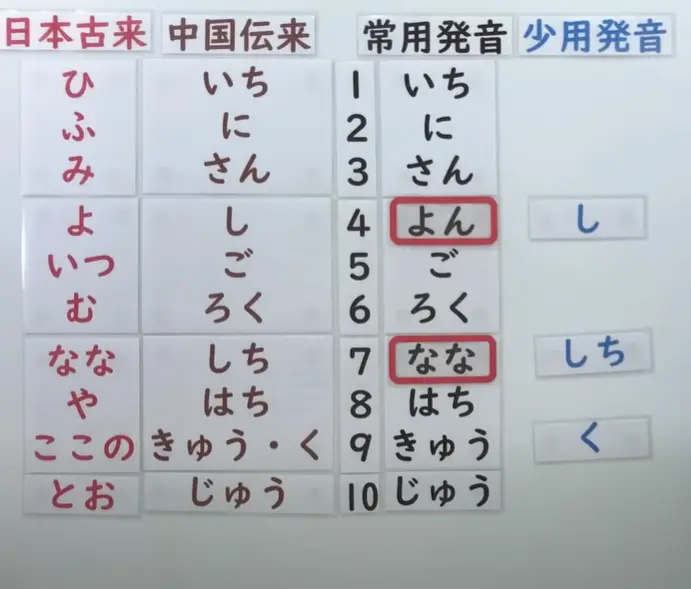 日本古来 中国伝来 常用発音 少用発音
ひ いち 1 いち
ふ に 2 に
み さん 3 さん
よ し 4 よん し
いつ ご 5 ご
む ろく 6 ろく
なな しち 7 なな しち
や はち 8 はち
ここの きゅう・く 9 きゅう く
とお じゅう 10 じゅう